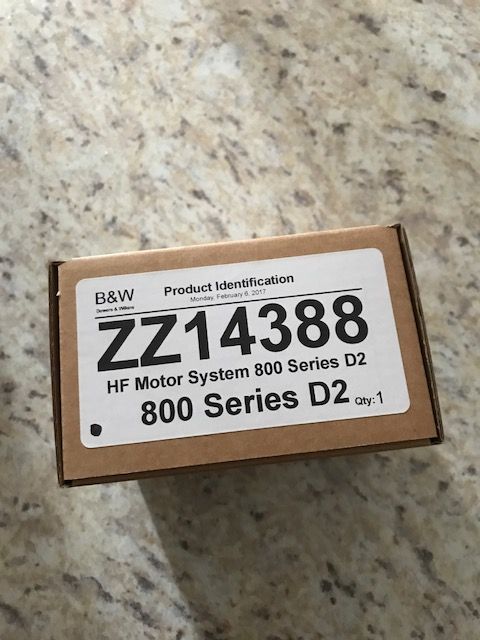 B&W
Bowers & Wilkins
Product Identification
Monday, February 6, 2017
ZZ14388
HF Motor System 800 Series D2
800 Series D2 Qty: 1